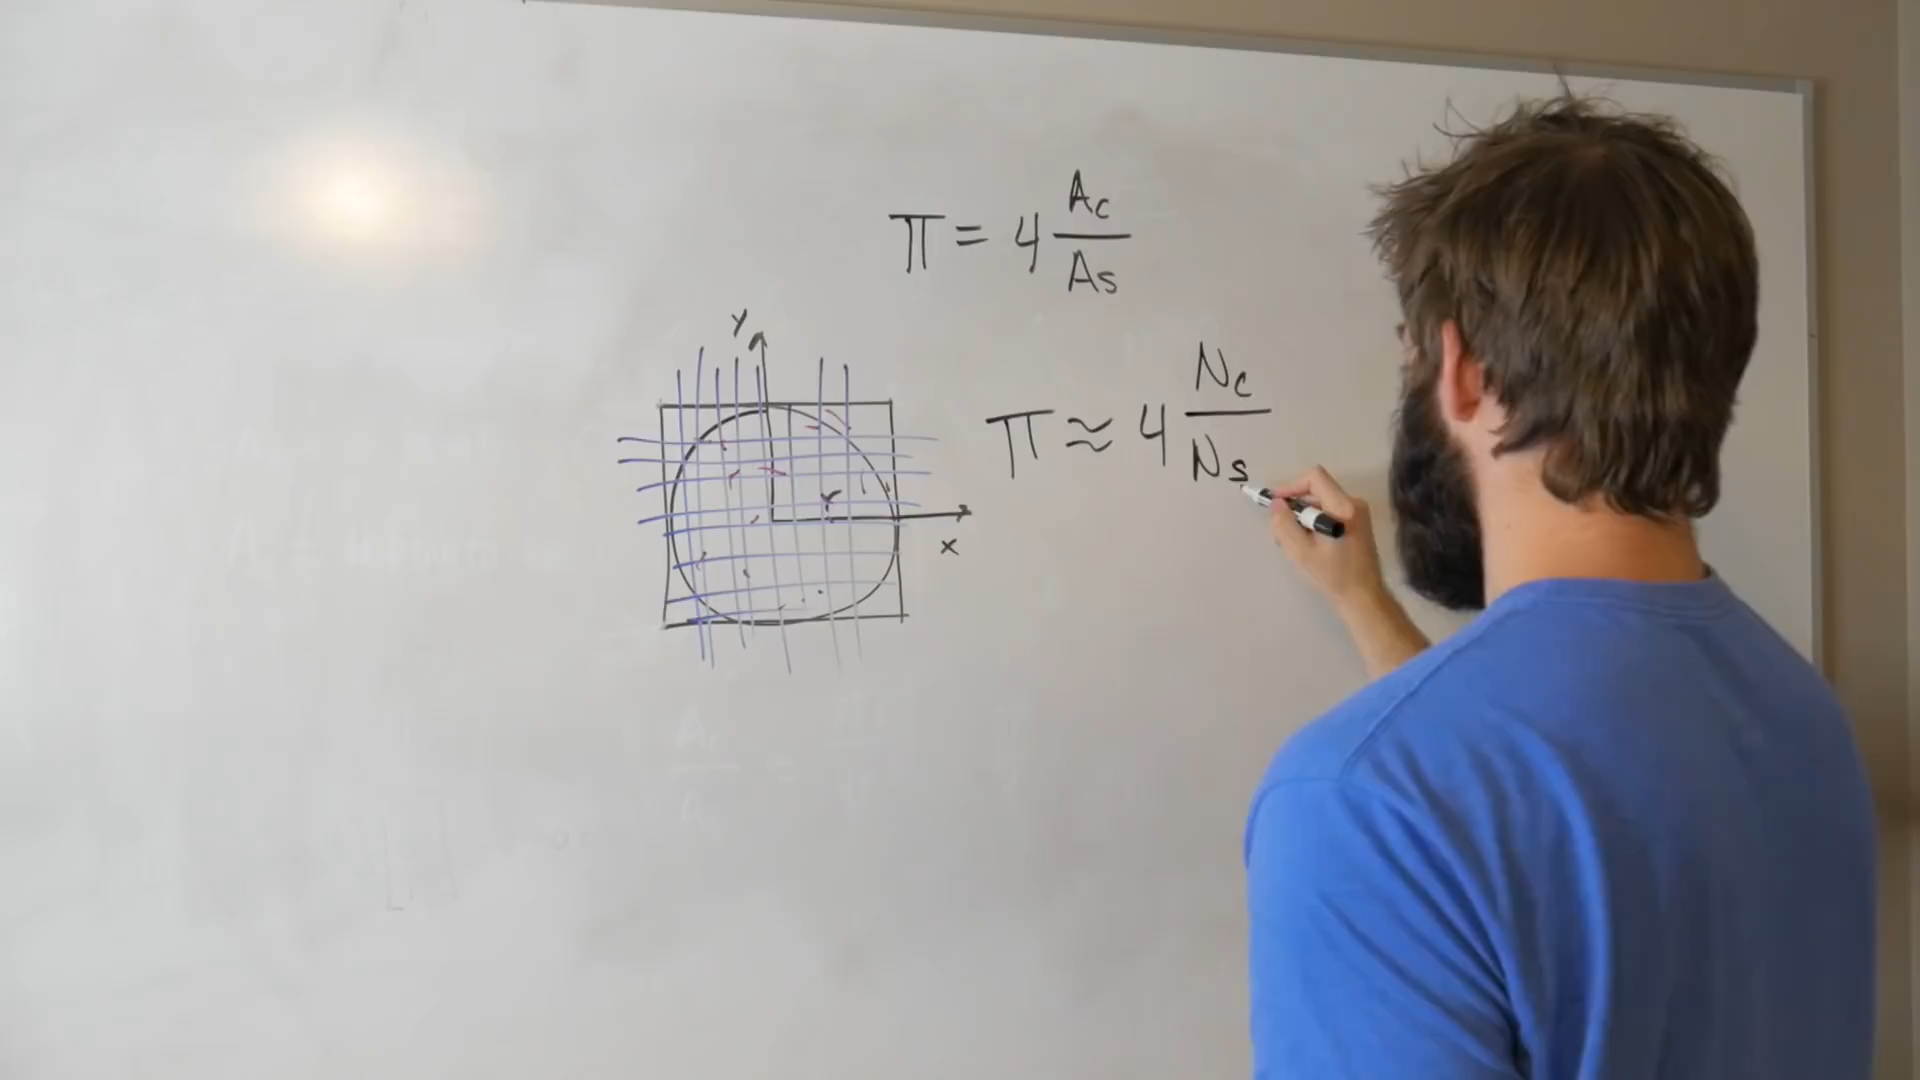 π = 4 Ac/As
y
π ≈ 4 Nc/Ns
r
x